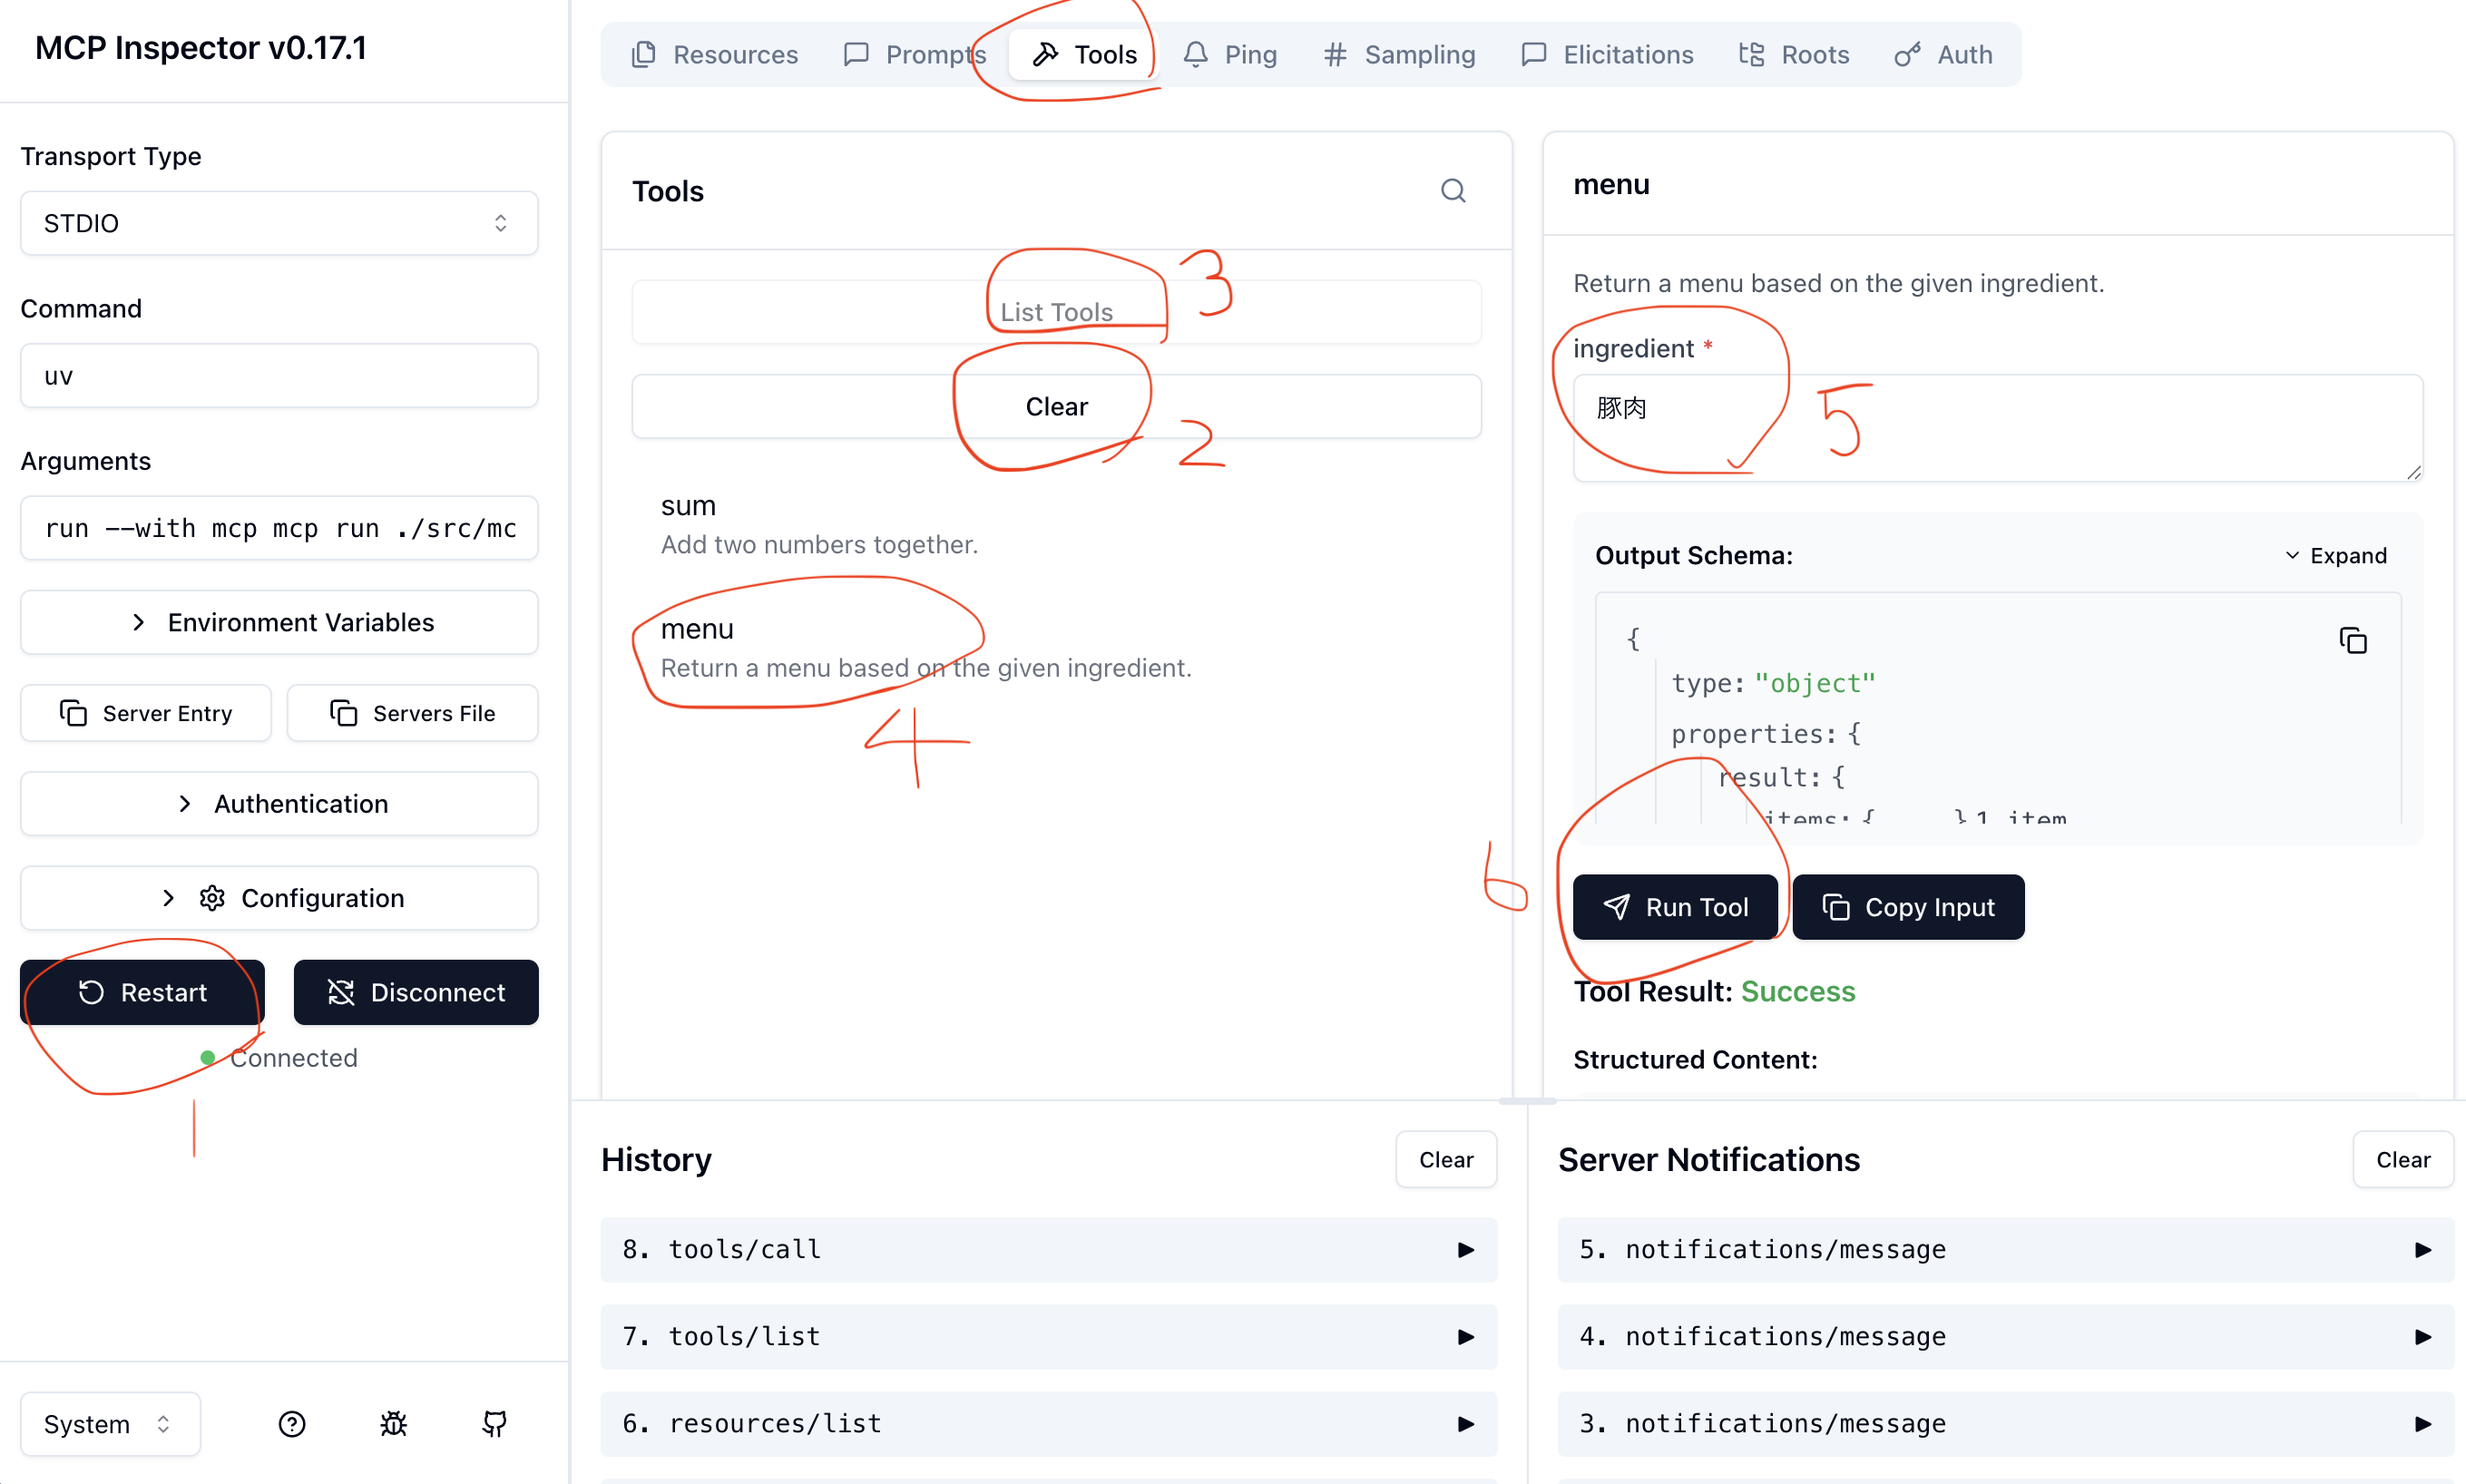 MCP Inspector v0.17.1
Transport Type
STDIO
Command
uv
Arguments
run --with mcp mcp run ./src/mc
Environment Variables
Server Entry
Servers File
Authentication
Configuration
Restart
Disconnect
Connected
1
System
Resources
Prompts
Tools
Ping
Sampling
Elicitations
Roots
Auth
Tools
List Tools
3
Clear
2
sum
Add two numbers together.
menu
Return a menu based on the given ingredient.
4
menu
Return a menu based on the given ingredient.
ingredient *
豚肉
5
Output Schema:
Expand
{
type: "object"
properties: {
result: {
items: { } 1 item
6
Run Tool
Copy Input
Tool Result: Success
Structured Content:
History
Clear
8. tools/call
7. tools/list
6. resources/list
Server Notifications
Clear
5. notifications/message
4. notifications/message
3. notifications/message